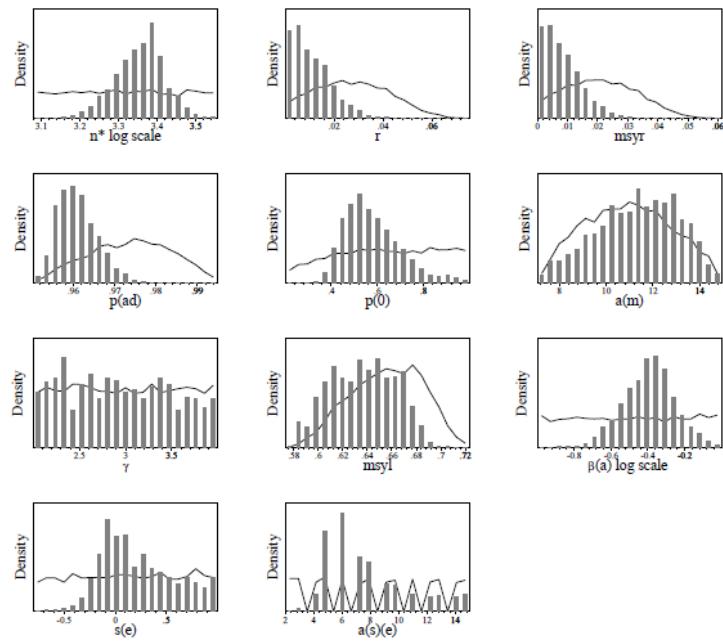 Density Density Density
3.1 3.2 3.3 3.4 3.5 .02 .04 .06 0 .01 .02 .03 .04 .05 .06
n* log scale r msyr
Density Density Density
.96 .97 .98 .99 .4 .6 .8 8 10 12 14
p(ad) p(0) a(m)
Density Density Density
2.5 3 3.5 .58 .6 .62 .64 .66 .68 .7 .72 -0.8 -0.6 -0.4 -0.2
γ msyl β(a) log scale
Density Density
-0.5 0 .5 2 4 6 8 10 12 14
s(e) a(s)(e)